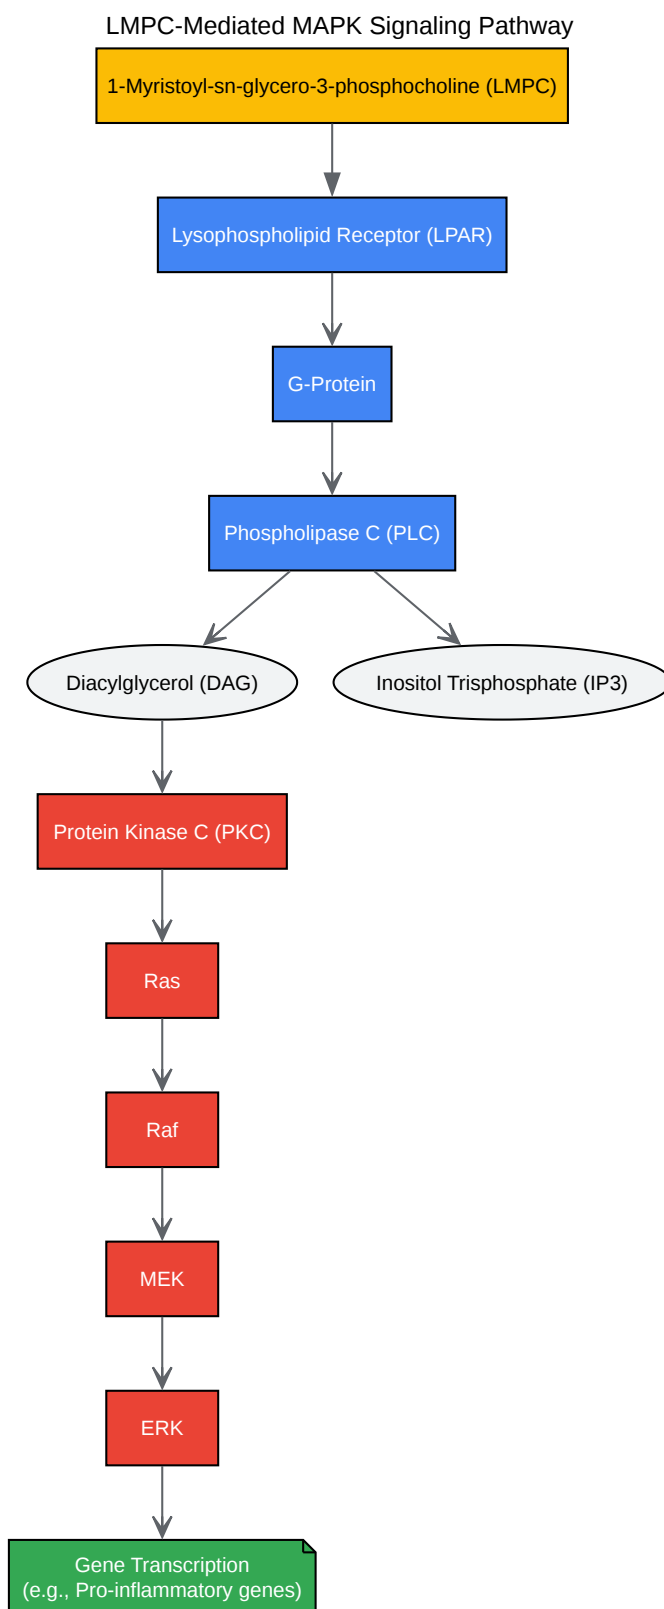 LMPC-Mediated MAPK Signaling Pathway
1-Myristoyl-sn-glycero-3-phosphocholine (LMPC)
Lysophospholipid Receptor (LPAR)
G-Protein
Phospholipase C (PLC)
Diacylglycerol (DAG)
Inositol Trisphosphate (IP3)
Protein Kinase C (PKC)
Ras
Raf
MEK
ERK
Gene Transcription
(e.g., Pro-inflammatory genes)